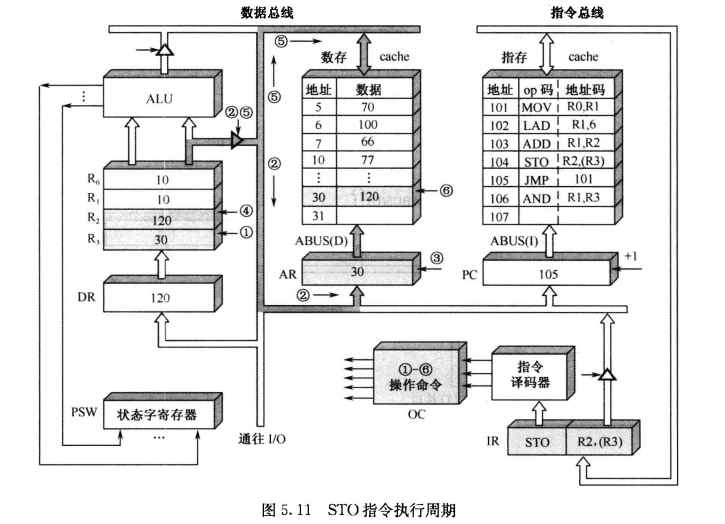 数据总线
指令总线
⑤
数存 cache
指存 cache
⑤
ALU
⋮
②⑤
地址 数据
5 70
6 100
7 66
10 77
⋮ ⋮
30 120
31
⑥
地址 op 码 地址码
101 MOV R0,R1
102 LAD R1,6
103 ADD R1,R2
104 STO R2,(R3)
105 JMP 101
106 AND R1,R3
107
②
R₀ 10
R₁ 10
④
R₂ 120
①
R₃ 30
ABUS(D)
ABUS(I)
③
+1
AR 30
PC 105
②
DR 120
①-⑥
操作命令
OC
指令
译码器
PSW 状态字寄存器
…
通往 I/O
IR STO R2,(R3)
图 5.11 STO 指令执行周期